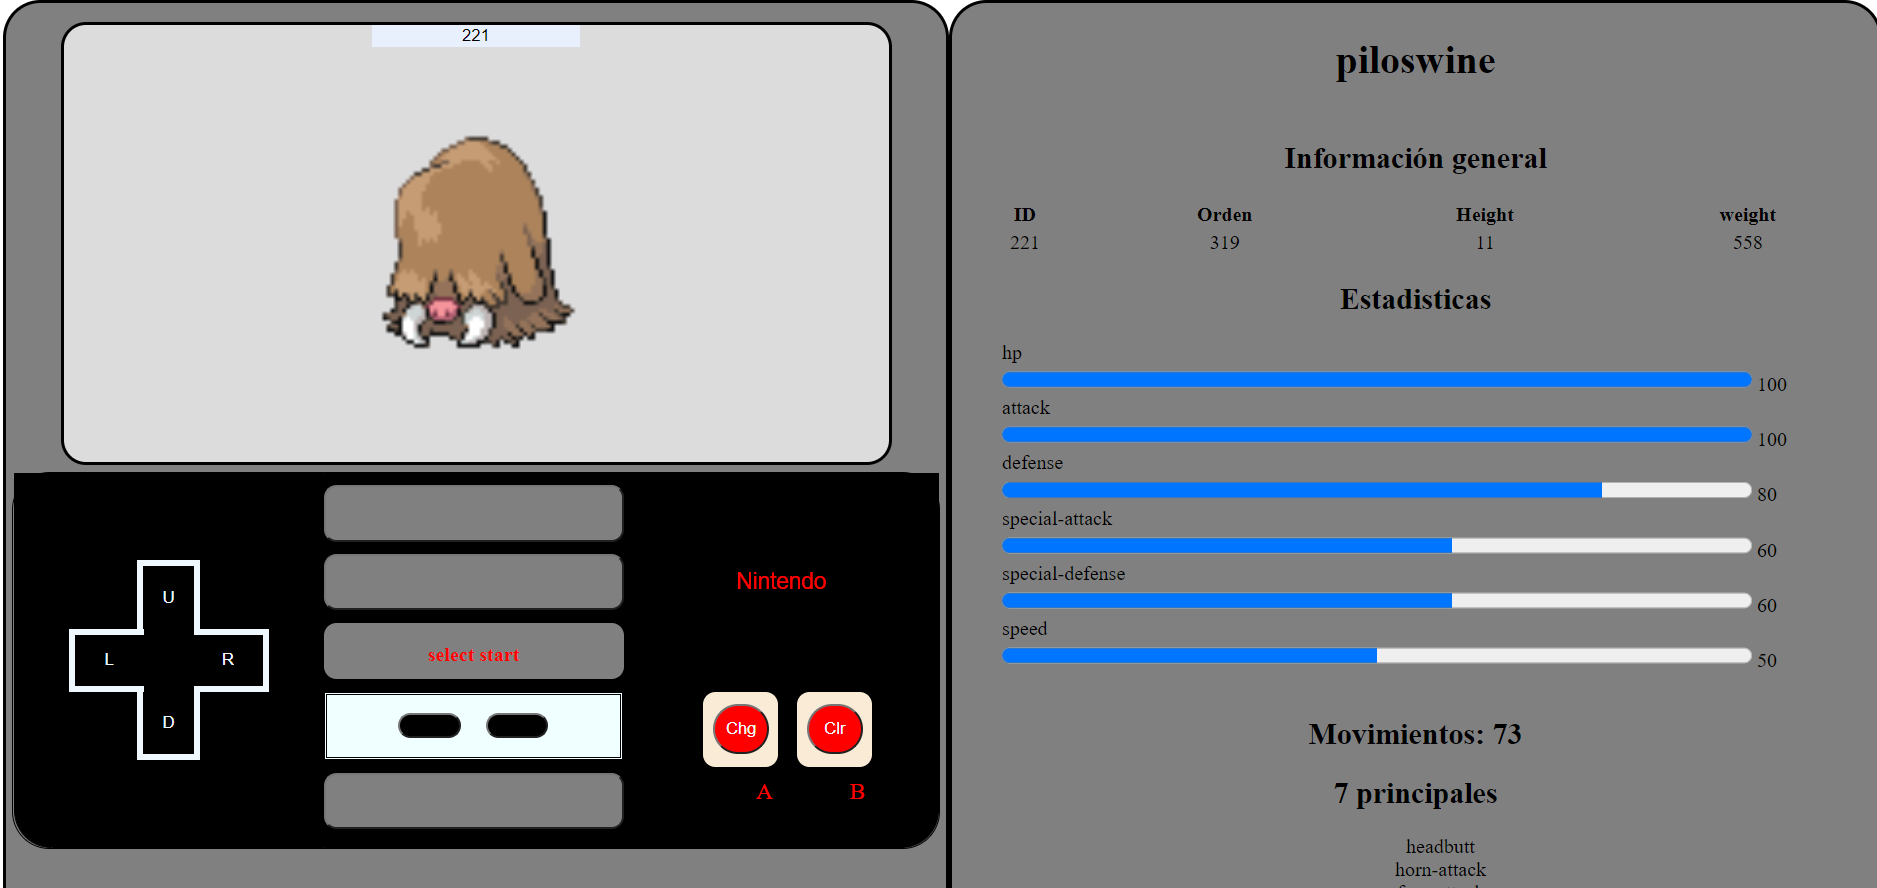 221
U
L R
D
select start
Nintendo
Chg Clr
A B
piloswine
Información general
ID Orden Height weight
221 319 11 558
Estadisticas
hp
100
attack
100
defense
80
special-attack
60
special-defense
60
speed
50
Movimientos: 73
7 principales
headbutt
horn-attack